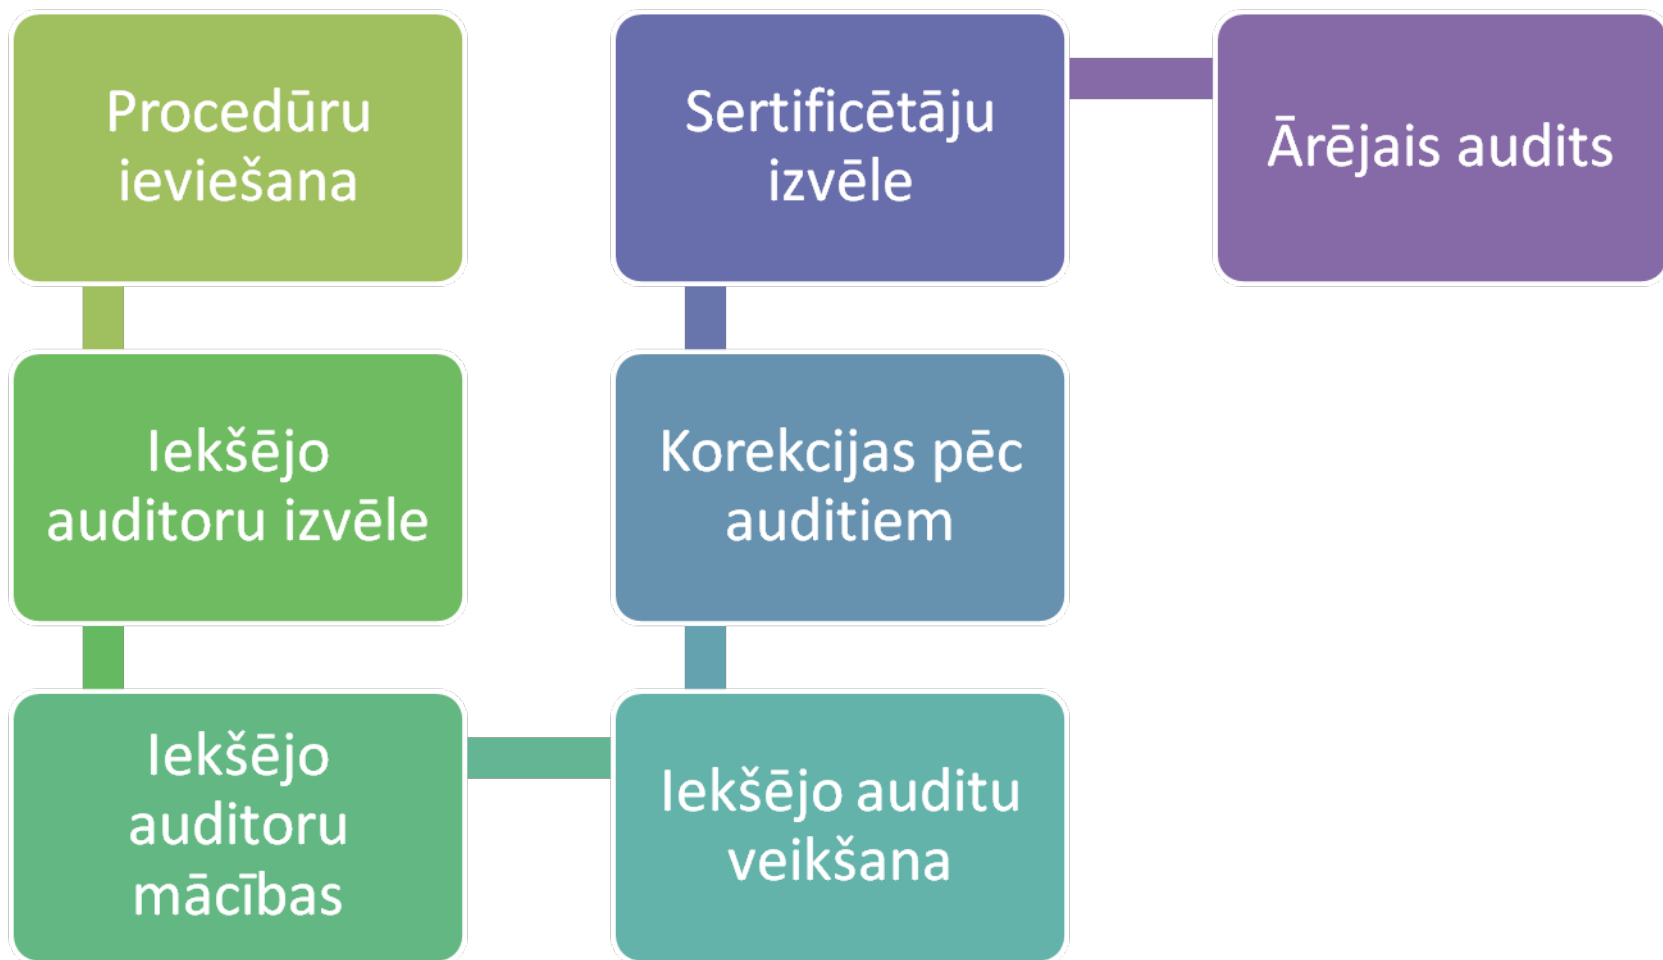 Procedūru
ieviešana
Iekšējo
auditoru izvēle
Iekšējo
auditoru
mācības
Iekšējo auditu
veikšana
Korekcijas pēc
auditiem
Sertificētāju
izvēle
Ārējais audits